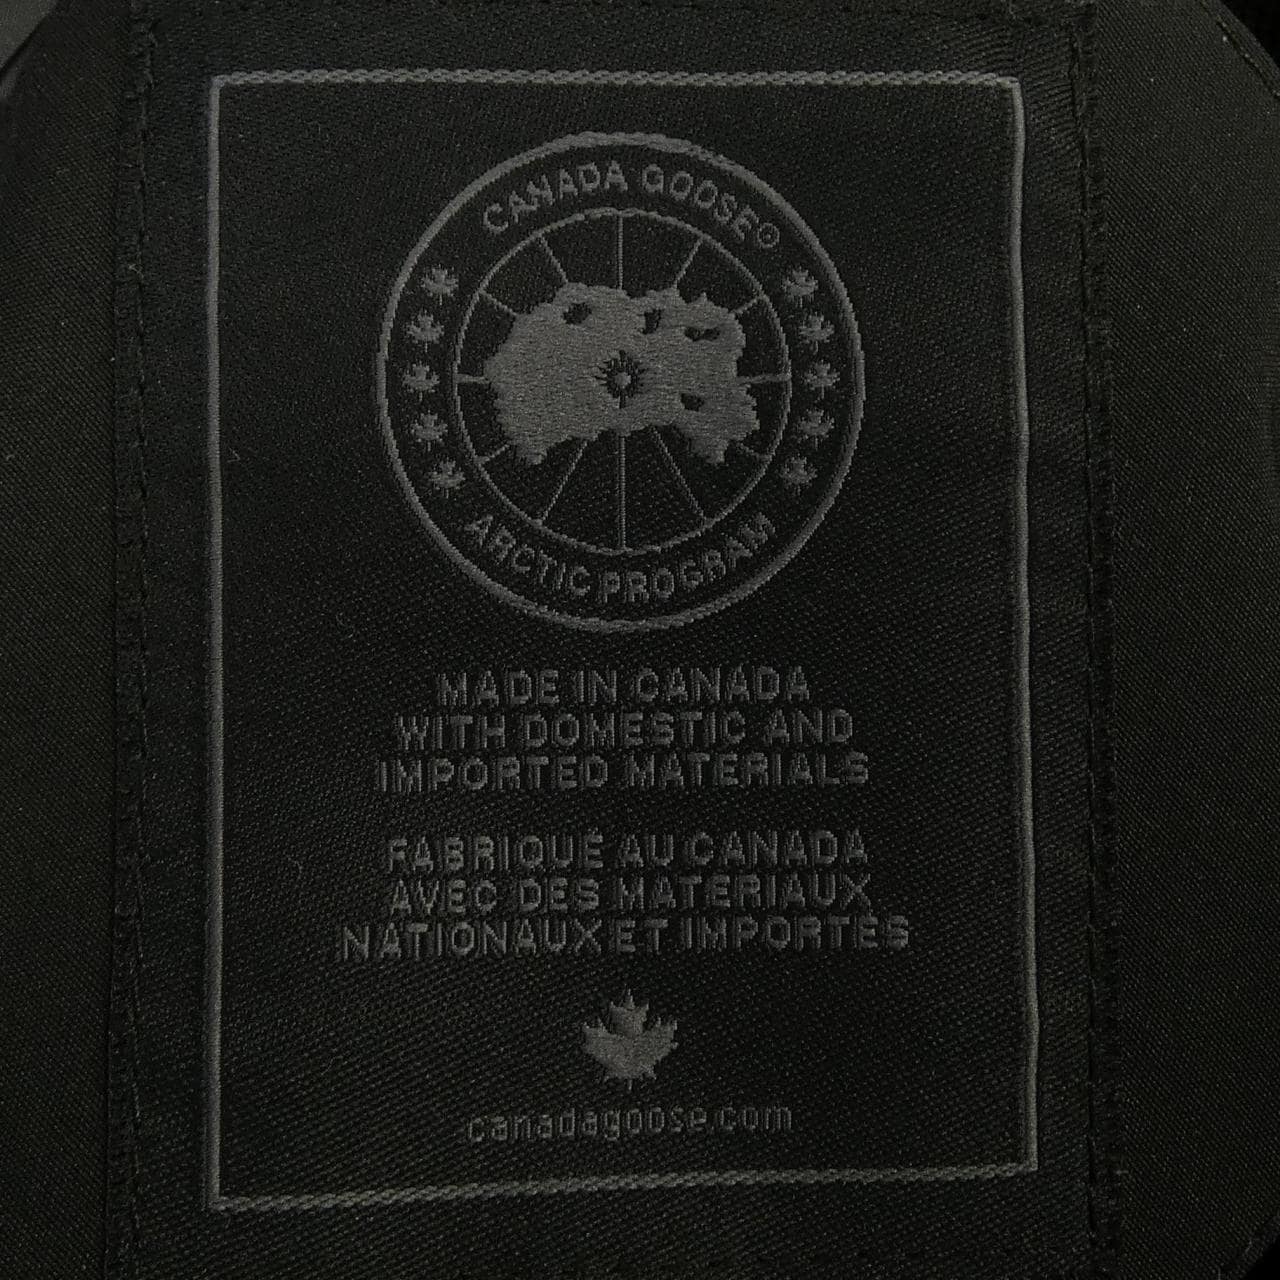 CANADA GOOSE®
ARCTIC PROGRAM
MADE IN CANADA
WITH DOMESTIC AND
IMPORTED MATERIALS
FABRIQUÉ AU CANADA
AVEC DES MATERIAUX
NATIONAUX ET IMPORTÉS
canadagoose.com